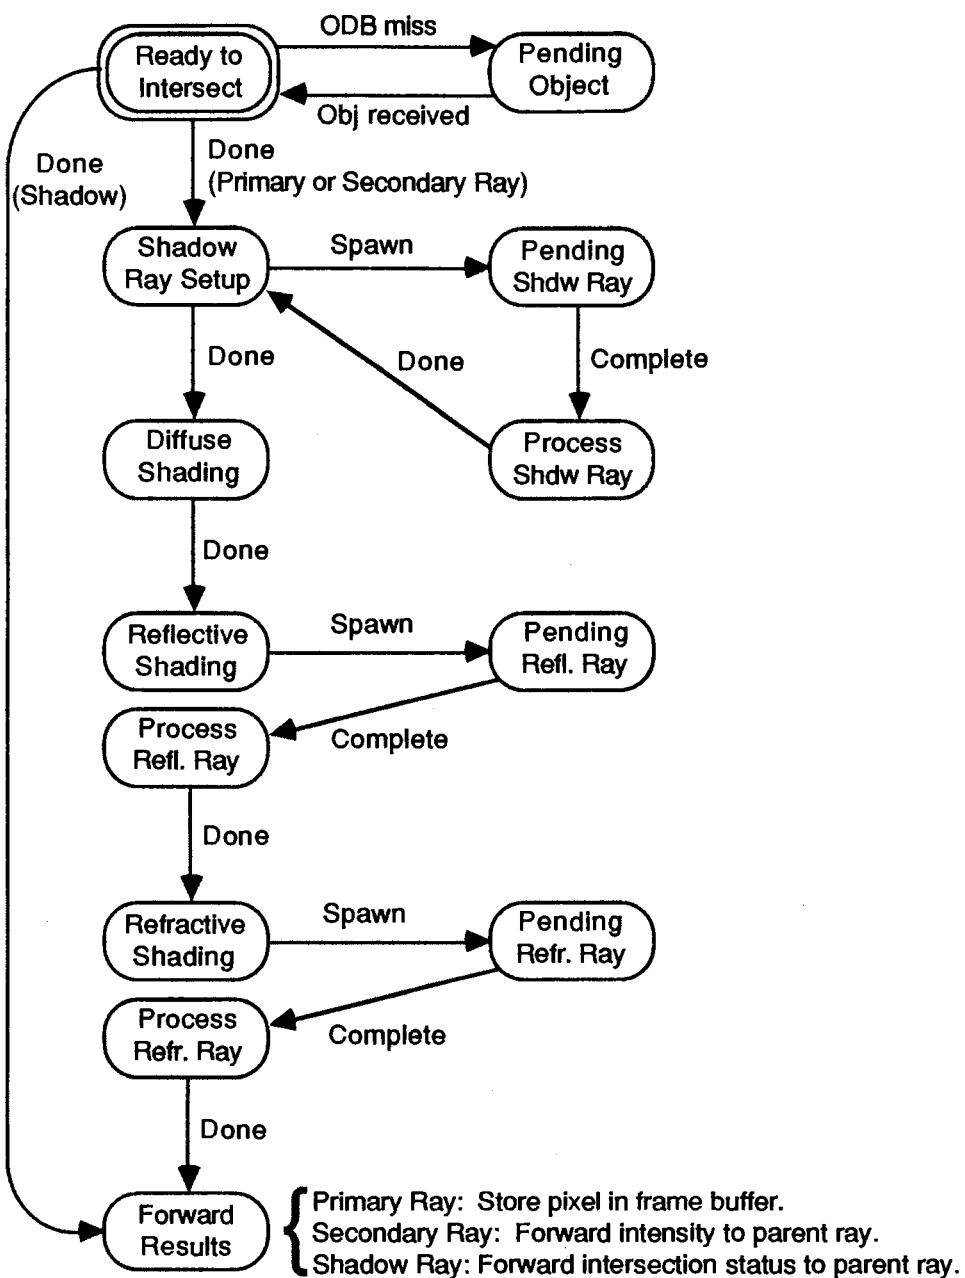 ODB miss
Ready to
Intersect
Pending
Object
Obj received
Done
(Shadow)
Done
(Primary or Secondary Ray)
Shadow
Ray Setup
Spawn
Pending
Shdw Ray
Done
Done
Complete
Diffuse
Shading
Process
Shdw Ray
Done
Reflective
Shading
Spawn
Pending
Refl. Ray
Process
Refl. Ray
Complete
Done
Refractive
Shading
Spawn
Pending
Refr. Ray
Process
Refr. Ray
Complete
Done
Forward
Results
Primary Ray: Store pixel in frame buffer.
Secondary Ray: Forward intensity to parent ray.
Shadow Ray: Forward intersection status to parent ray.